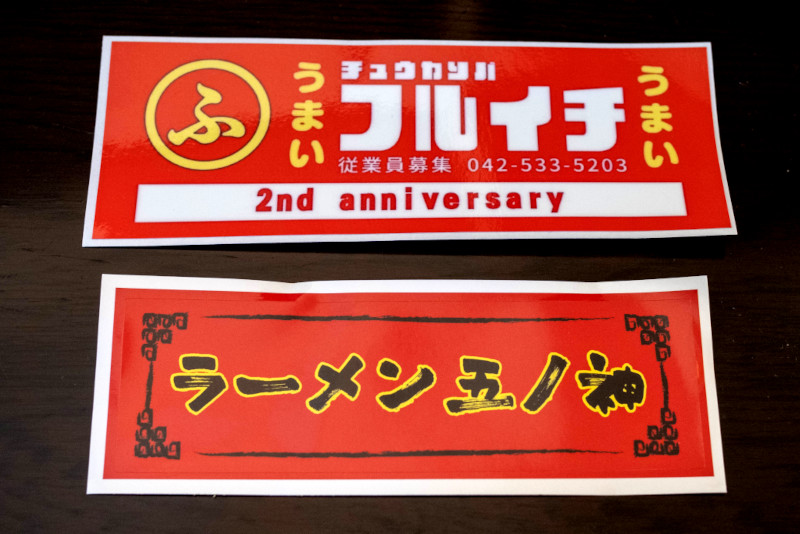 ふ
うまい
チュウカソバ
フルイチ
うまい
従業員募集 042-533-5203
2nd anniversary
ラーメン五ノ神